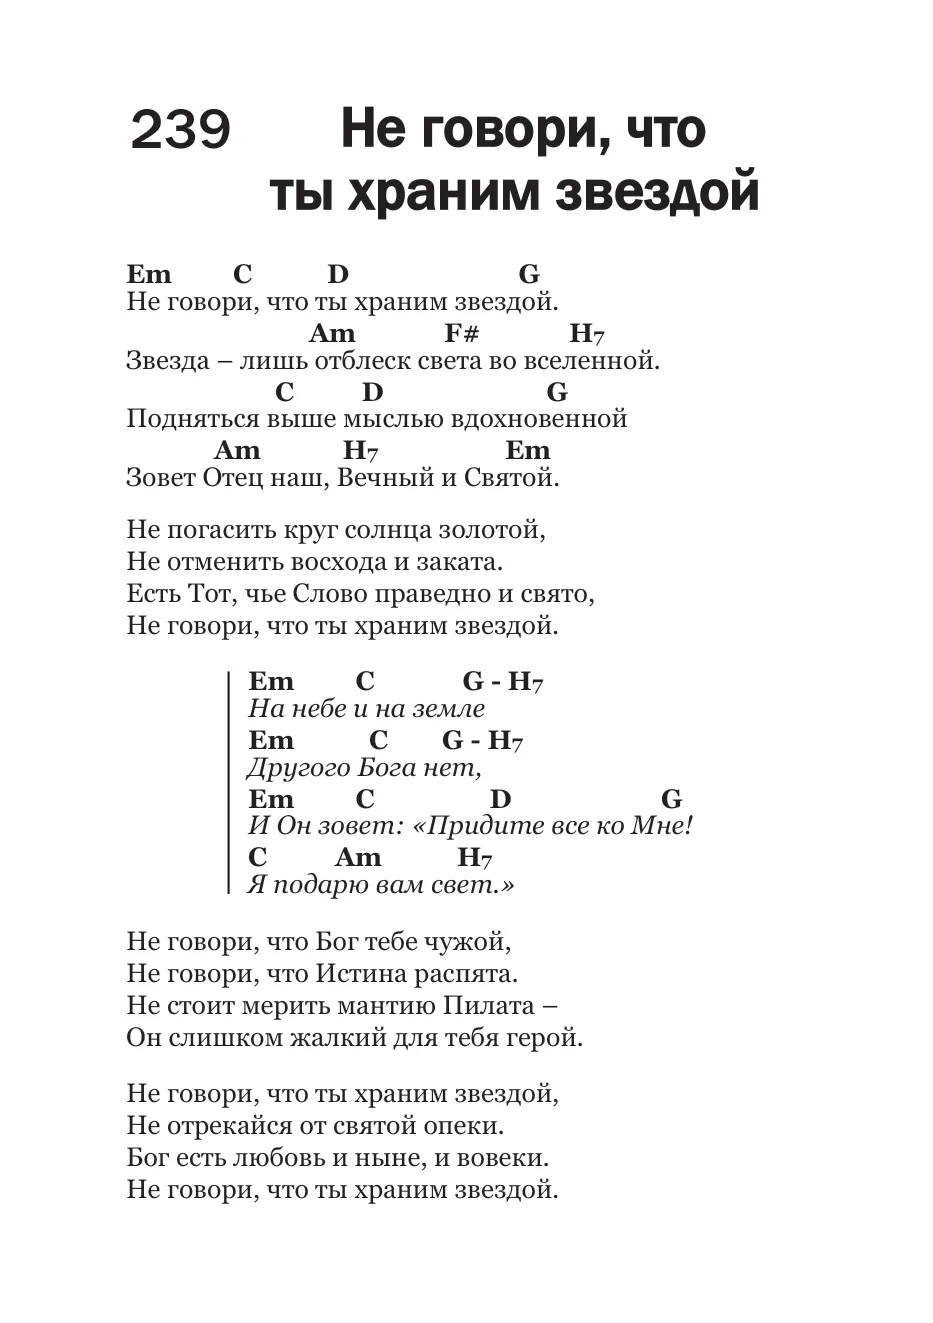 239
Не говори, что
ты храним звездой
Em C D G
Не говори, что ты храним звездой.
Am F# H7
Звезда – лишь отблеск света во вселенной.
C D G
Подняться выше мыслью вдохновенной
Am H7 Em
Зовет Отец наш, Вечный и Святой.
Не погасить круг солнца золотой,
Не отменить восхода и заката.
Есть Тот, чье Слово праведно и свято,
Не говори, что ты храним звездой.
Em C G - H7
На небе и на земле
Em C G - H7
Другого Бога нет,
Em C D G
И Он зовет: «Придите все ко Мне!
C Am H7
Я подарю вам свет.»
Не говори, что Бог тебе чужой,
Не говори, что Истина распята.
Не стоит мерить мантию Пилата –
Он слишком жалкий для тебя герой.
Не говори, что ты храним звездой,
Не отрекайся от святой опеки.
Бог есть любовь и ныне, и вовеки.
Не говори, что ты храним звездой.